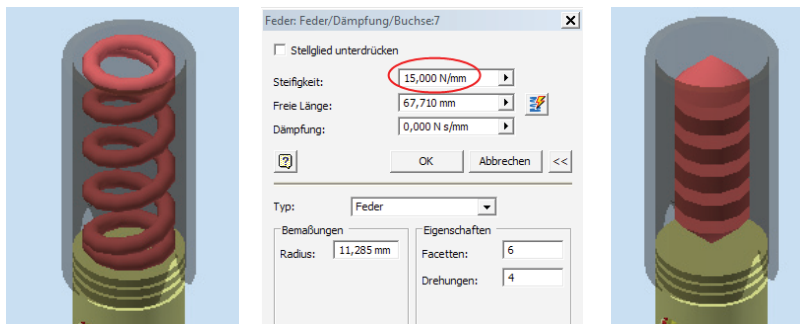 Feder: Feder/Dämpfung/Buchse:7
Stellglied unterdrücken
Steifigkeit: 15,000 N/mm
Freie Länge: 67,710 mm
Dämpfung: 0,000 N s/mm
OK Abbrechen <<
Typ: Feder
Bemaßungen Eigenschaften
Radius: 11,285 mm Facetten: 6
Drehungen: 4